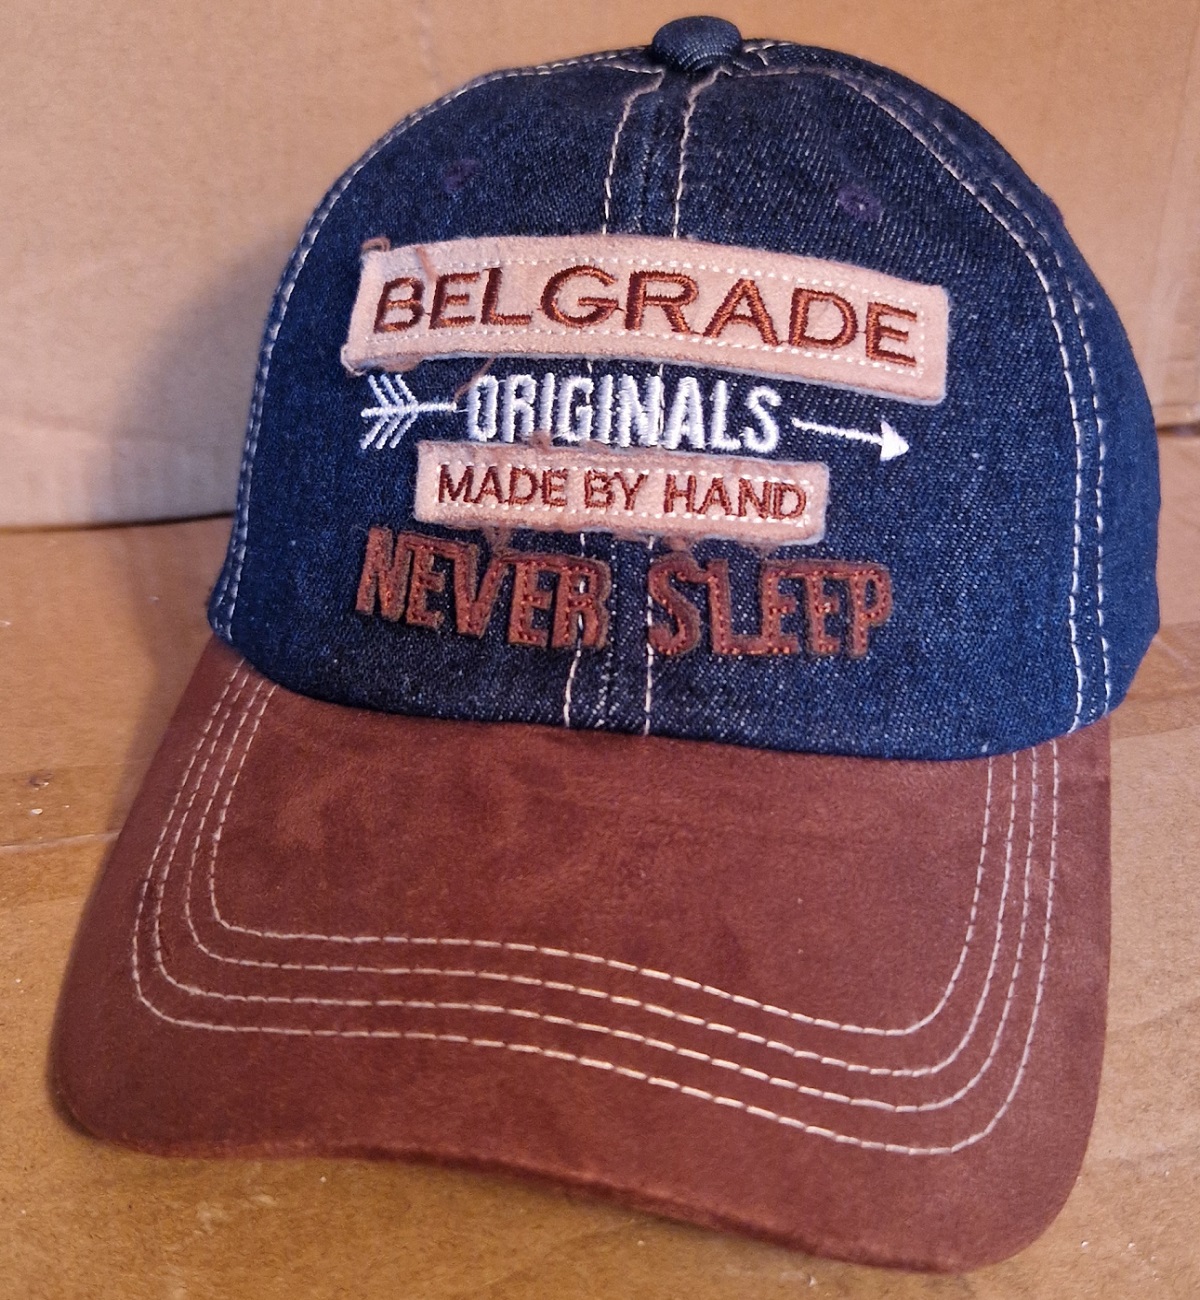 BELGRADE
ORIGINALS
MADE BY HAND
NEVER SLEEP